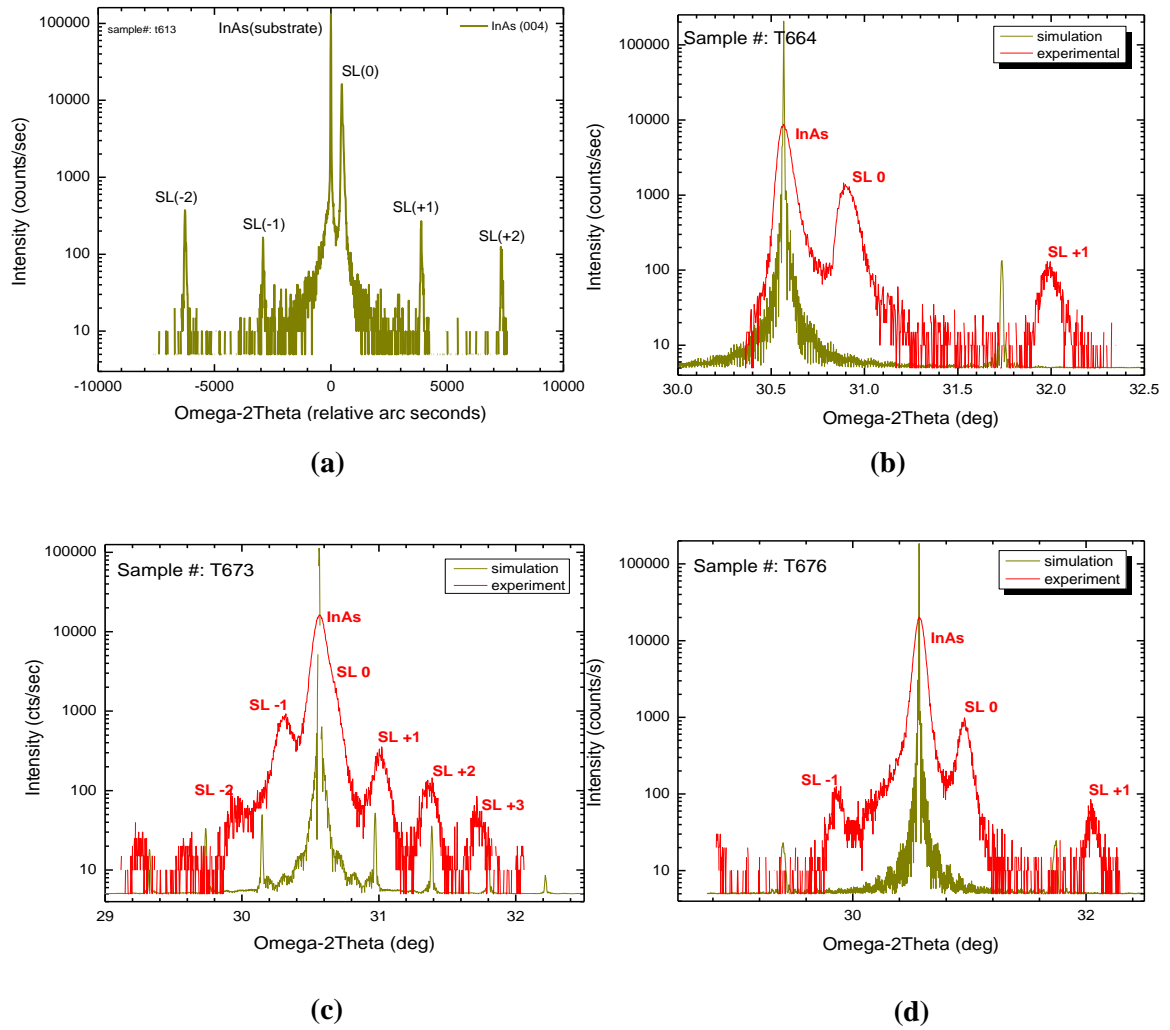 sample#: t613
InAs(substrate)
InAs (004)
SL(0)
SL(-2)
SL(-1)
SL(+1)
SL(+2)
100000
10000
1000
100
10
Intensity (counts/sec)
-10000
-5000
0
5000
10000
Omega-2Theta (relative arc seconds)
(a)
Sample #: T664
simulation
experimental
InAs
SL 0
SL +1
100000
10000
1000
100
10
Intensity (counts/sec)
30.0
30.5
31.0
31.5
32.0
32.5
Omega-2Theta (deg)
(b)
Sample #: T673
simulation
experiment
InAs
SL 0
SL -1
SL +1
SL -2
SL +2
SL +3
100000
10000
1000
100
10
Intensity (cts/sec)
29
30
31
32
Omega-2Theta (deg)
(c)
Sample #: T676
simulation
experiment
InAs
SL 0
SL -1
SL +1
100000
10000
1000
100
10
Intensity (counts/s)
30
32
Omega-2Theta (deg)
(d)